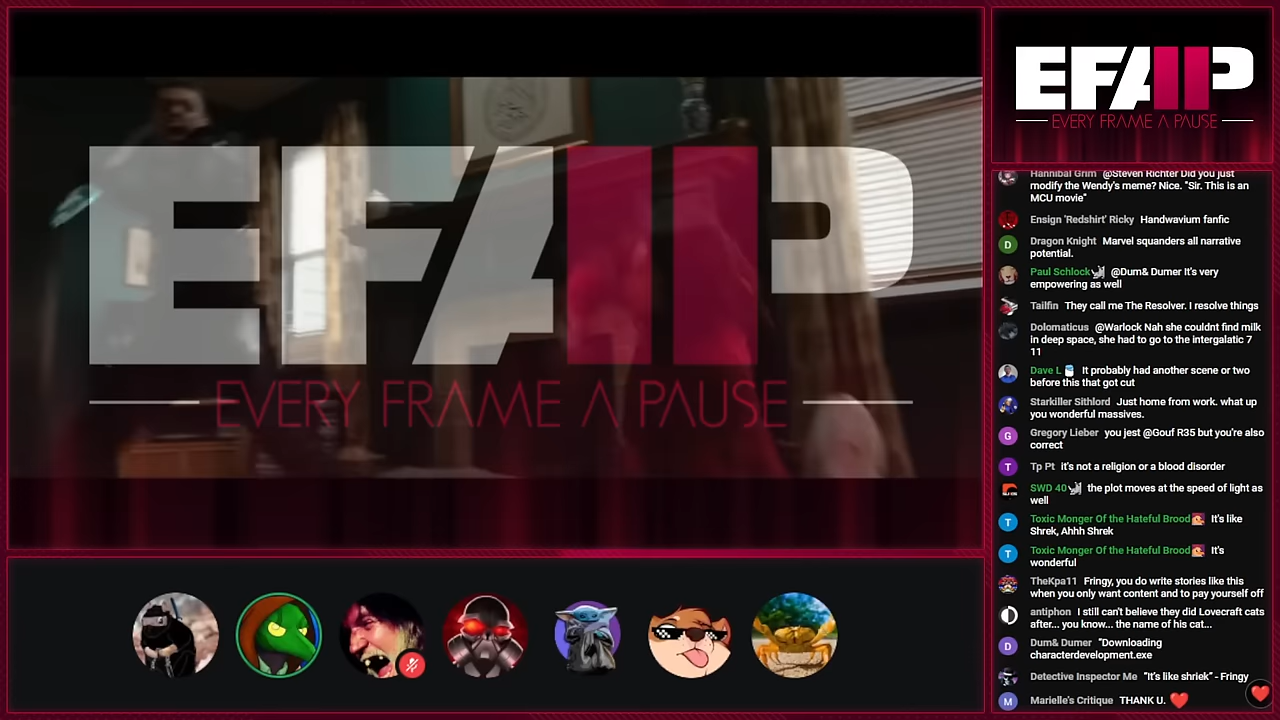 EFAP
EVERY FRAME A PAUSE
EFAP
EVERY FRAME A PAUSE
Hannibal Grim @Steven Richter Did you just
modify the Wendy's meme? Nice. "Sir. This is an
MCU movie"
Ensign 'Redshirt' Ricky Handwavium fanfic
D Dragon Knight Marvel squanders all narrative
potential.
Paul Schlock @Dum& Dumer It's very
empowering as well
Tailfin They call me The Resolver. I resolve things
Dolomaticus @Warlock Nah she couldnt find milk
in deep space, she had to go to the intergalatic 7
11
Dave L It probably had another scene or two
before this that got cut
Starkiller Sithlord Just home from work. what up
you wonderful massives.
G Gregory Lieber you jest @Gouf R35 but you're also
correct
T Tp Pt it's not a religion or a blood disorder
SWD 40 the plot moves at the speed of light as
well
T Toxic Monger Of the Hateful Brood It's like
Shrek, Ahhh Shrek
T Toxic Monger Of the Hateful Brood It's
wonderful
TheKpa11 Fringy, you do write stories like this
when you only want content and to pay yourself off
antiphon I still can't believe they did Lovecraft cats
after... you know... the name of his cat...
D Dum& Dumer "Downloading
characterdevelopment.exe
Detective Inspector Me "It's like shriek" - Fringy
M Marielle's Critique THANK U. ❤️